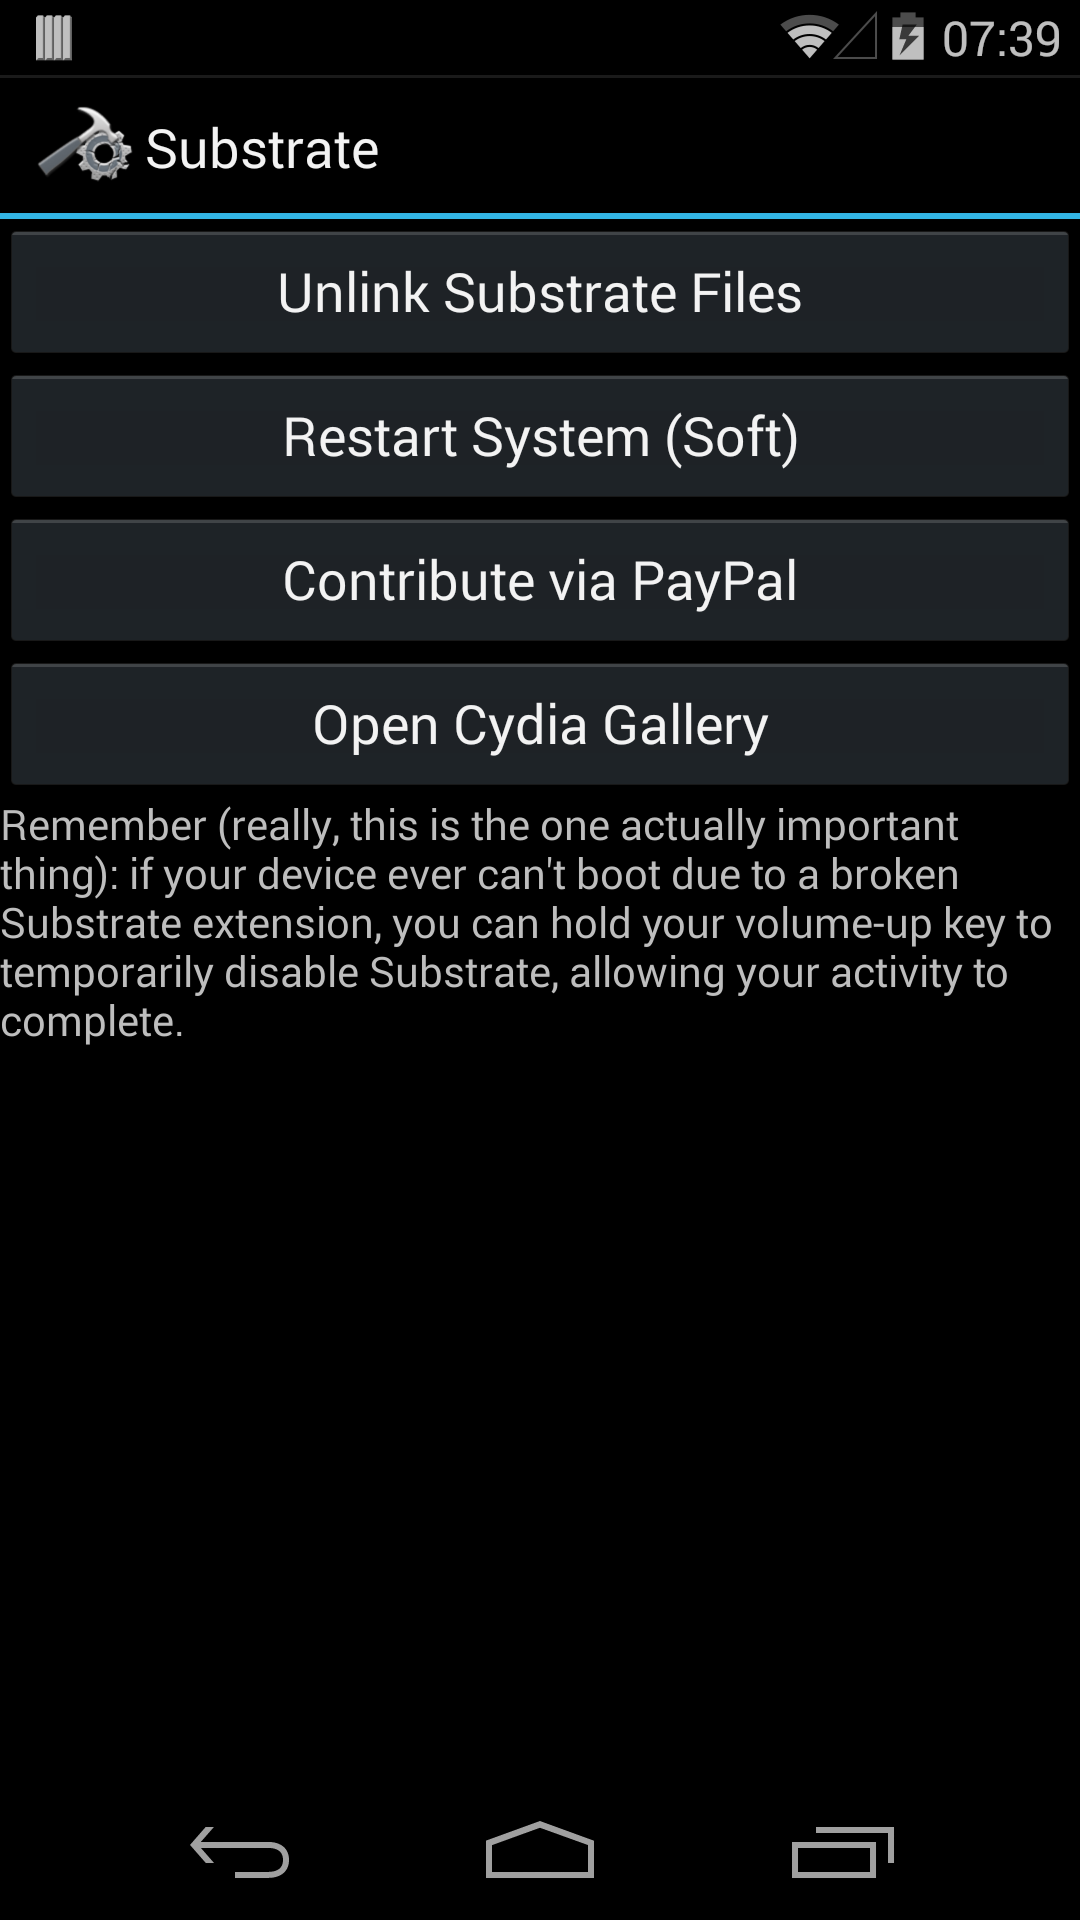 07:39
Substrate
Unlink Substrate Files
Restart System (Soft)
Contribute via PayPal
Open Cydia Gallery
Remember (really, this is the one actually important
thing): if your device ever can't boot due to a broken
Substrate extension, you can hold your volume-up key to
temporarily disable Substrate, allowing your activity to
complete.